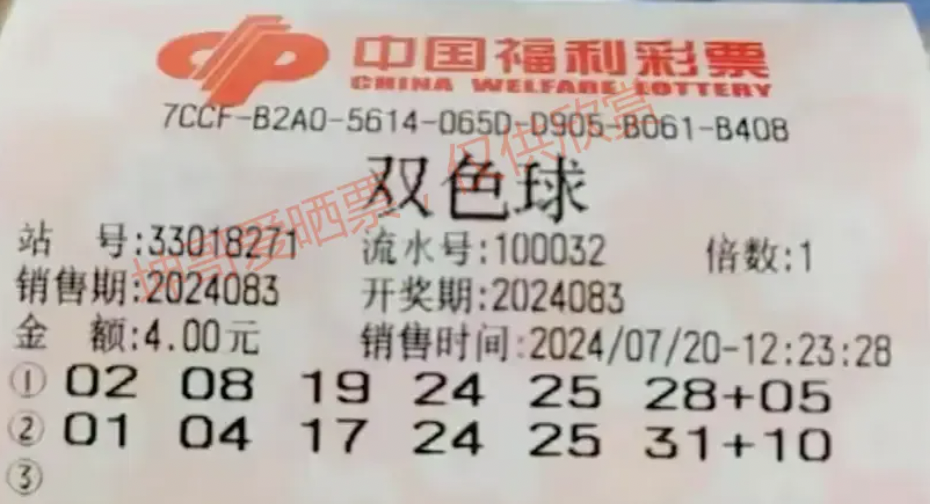 中国福利彩票
CHINA WELFARE LOTTERY
7CCF-B2A0-5614-065D-D905-B061-B408
双色球
站 号:33018271 流水号:100032 倍数:1
销售期:2024083 开奖期:2024083
金 额:4.00元 销售时间:2024/07/20-12:23:28
① 02 08 19 24 25 28+05
② 01 04 17 24 25 31+10
③
哥爱晒票，仅供欣赏